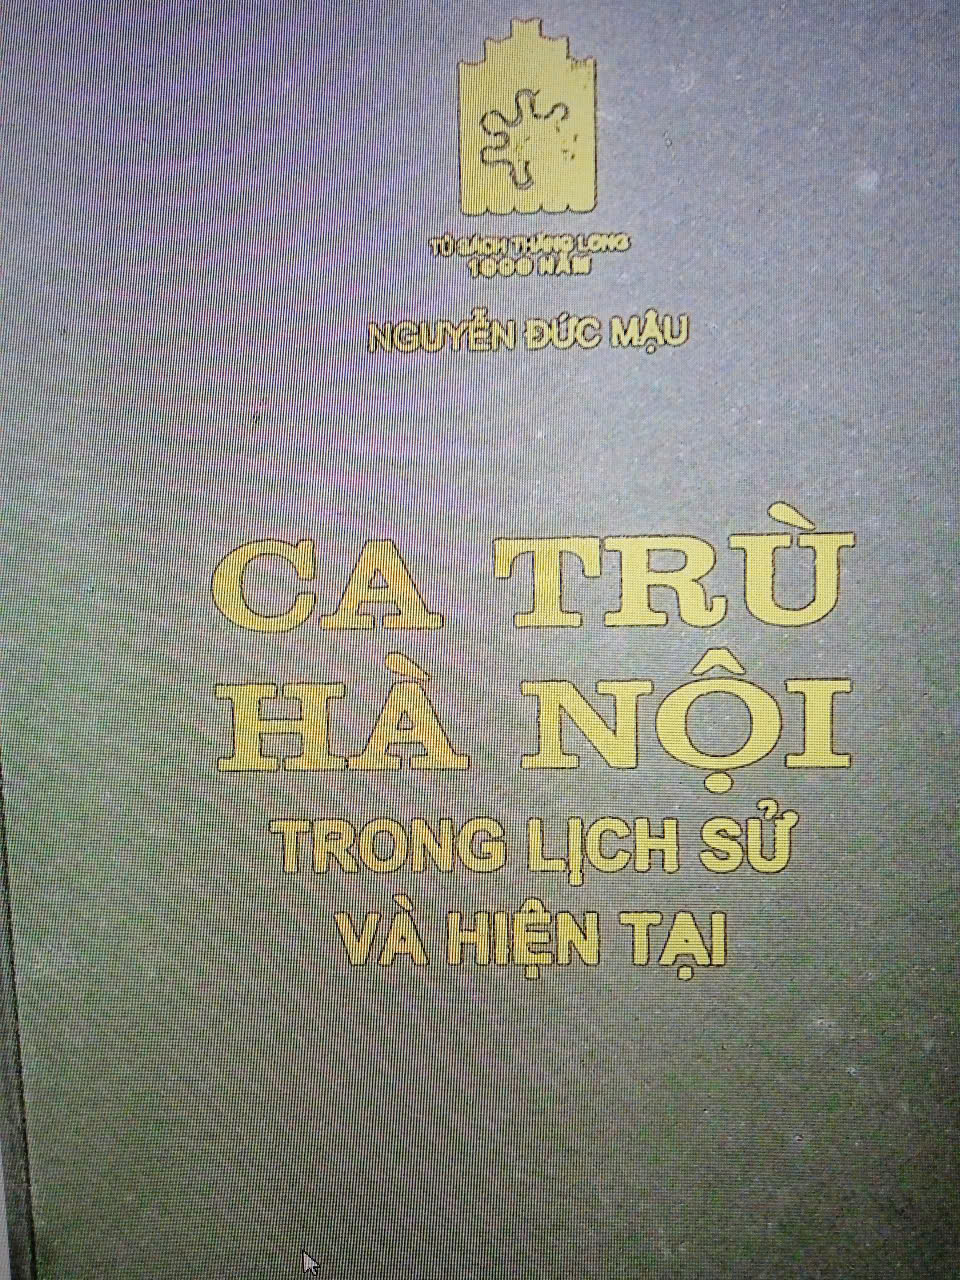 TỦ SÁCH THĂNG LONG
1000 NĂM
NGUYỄN ĐỨC MẬU
CA TRÙ
HÀ NỘI
TRONG LỊCH SỬ
VÀ HIỆN TẠI